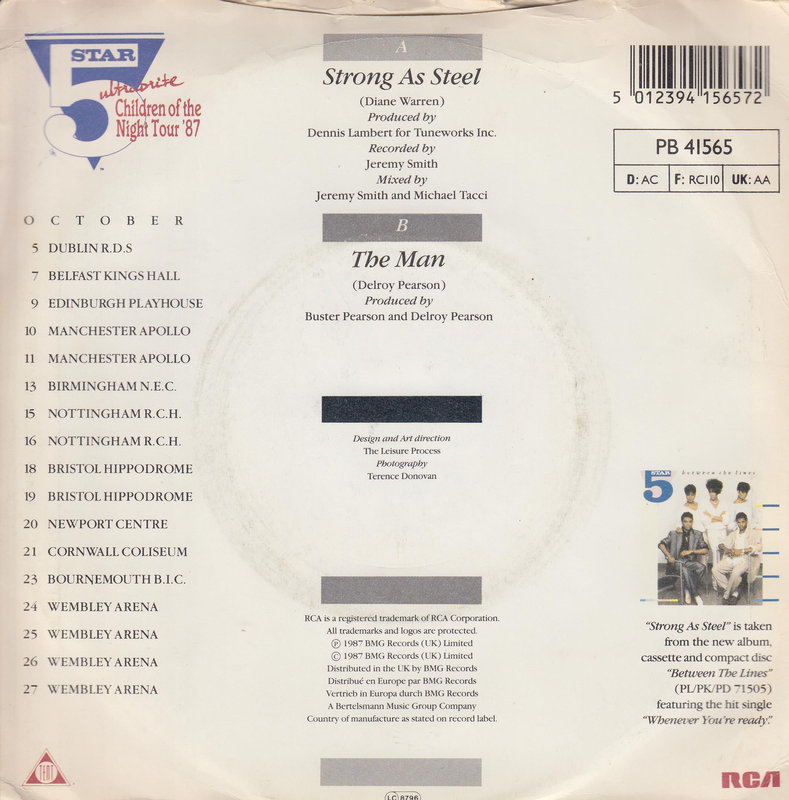 STAR
5
ultrabrite
Children of the
Night Tour '87
OCTOBER
5 DUBLIN R.D.S
7 BELFAST KINGS HALL
9 EDINBURGH PLAYHOUSE
10 MANCHESTER APOLLO
11 MANCHESTER APOLLO
13 BIRMINGHAM N.E.C.
15 NOTTINGHAM R.C.H.
16 NOTTINGHAM R.C.H.
18 BRISTOL HIPPODROME
19 BRISTOL HIPPODROME
20 NEWPORT CENTRE
21 CORNWALL COLISEUM
23 BOURNEMOUTH B.I.C.
24 WEMBLEY ARENA
25 WEMBLEY ARENA
26 WEMBLEY ARENA
27 WEMBLEY ARENA
TENT
A
Strong As Steel
(Diane Warren)
Produced by
Dennis Lambert for Tuneworks Inc.
Recorded by
Jeremy Smith
Mixed by
Jeremy Smith and Michael Tacci
B
The Man
(Delroy Pearson)
Produced by
Buster Pearson and Delroy Pearson
Design and Art direction
The Leisure Process
Photography
Terence Donovan
RCA is a registered trademark of RCA Corporation.
All trademarks and logos are protected.
Ⓟ 1987 BMG Records (UK) Limited
© 1987 BMG Records (UK) Limited
Distributed in the UK by BMG Records
Distribué en Europe par BMG Records
Vertrieb in Europa durch BMG Records
A Bertelsmann Music Group Company
Country of manufacture as stated on record label.
LC 8796
5 012394 156572
PB 41565
D: AC F: RC110 UK: AA
STAR
5
between the lines
"Strong As Steel" is taken
from the new album,
cassette and compact disc
"Between The Lines"
(PL/PK/PD 71505)
featuring the hit single
"Whenever You're ready."
RCA